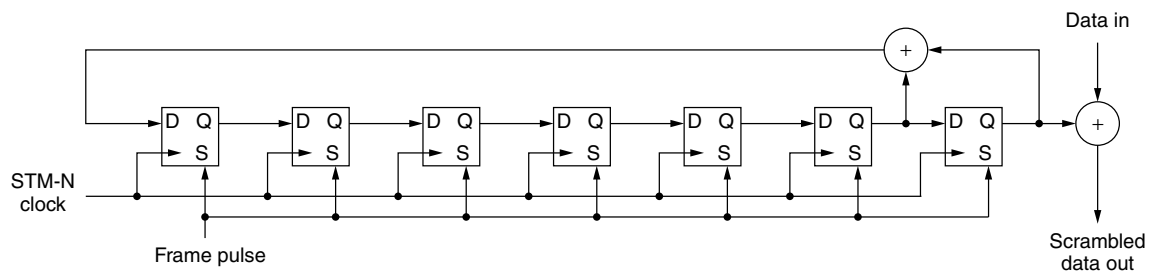 Data in
+
D Q D Q D Q D Q D Q D Q D Q
+
S S S S S S S
STM-N
clock
Frame pulse
Scrambled
data out